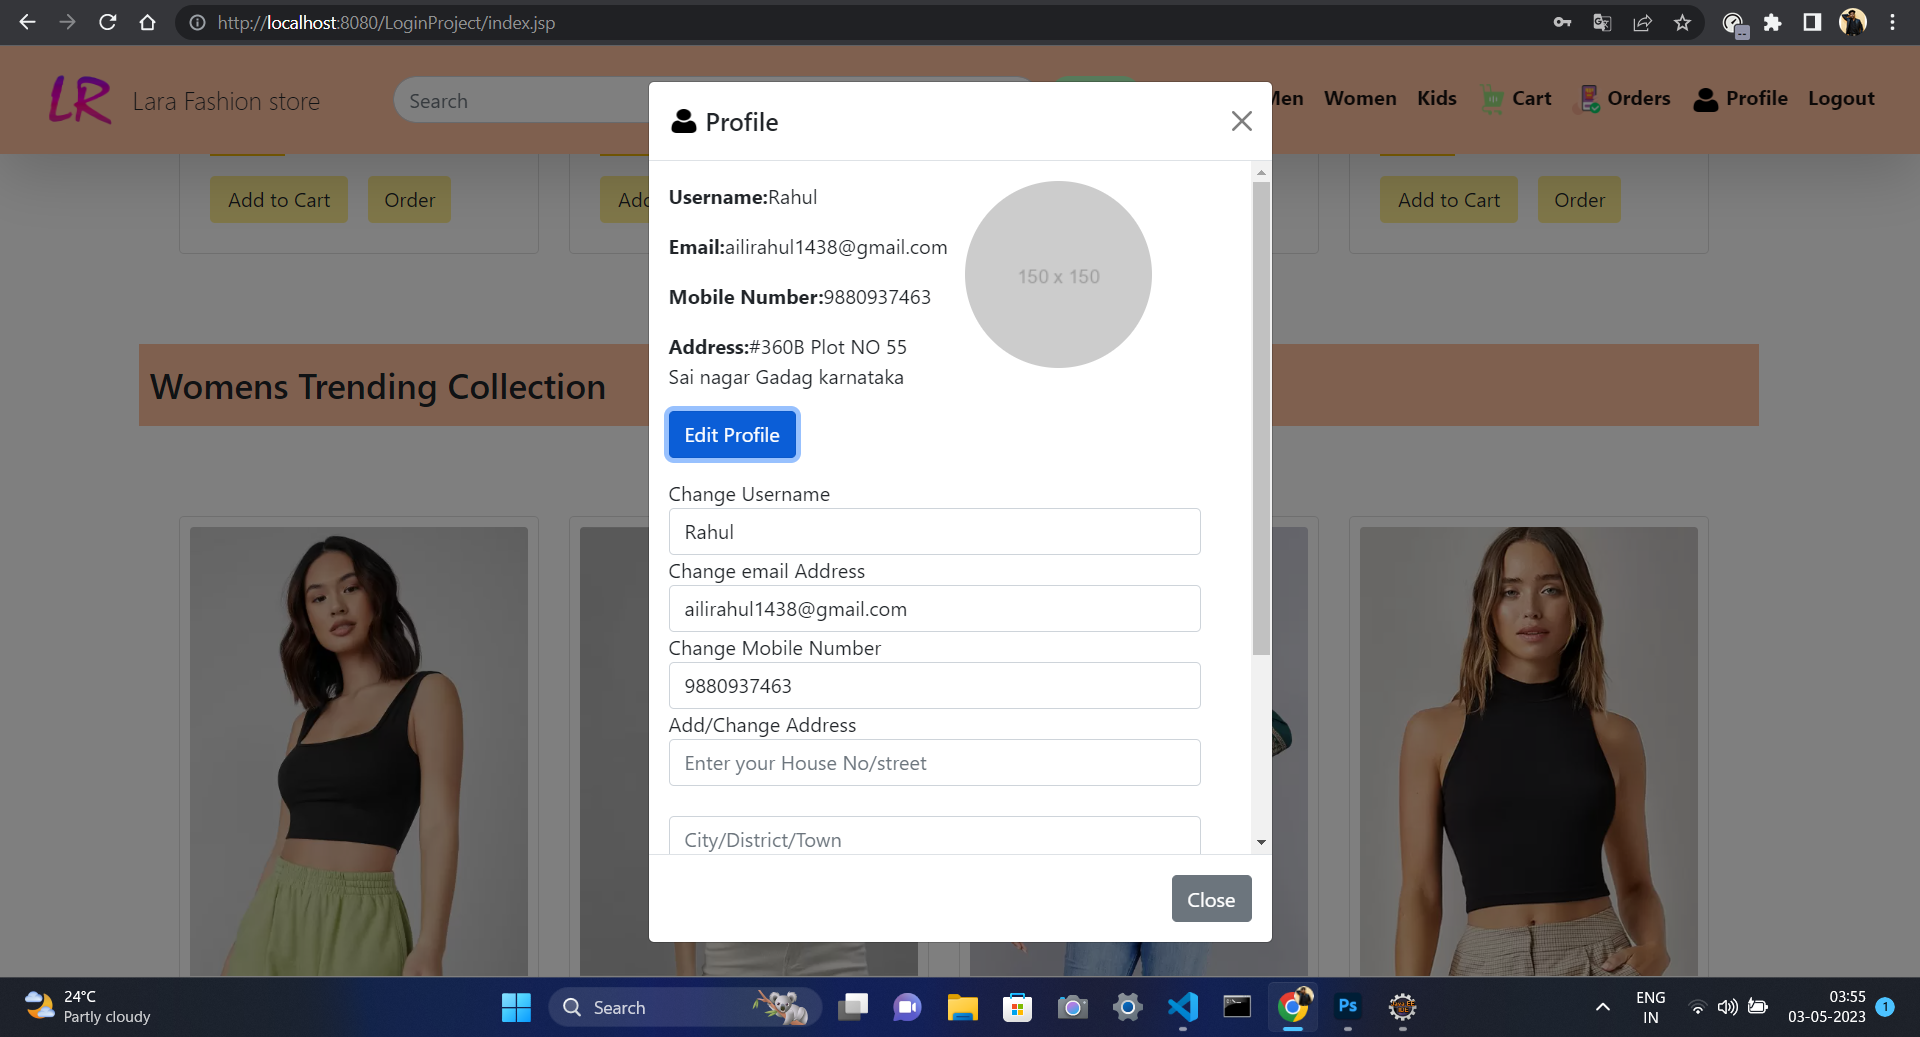 http://localhost:8080/LoginProject/index.jsp
LR Lara Fashion store
Search
Men Women Kids Cart Orders Profile Logout
Add to Cart Order
Add to Cart Order
Womens Trending Collection
Profile
Username:Rahul
Email:ailirahul1438@gmail.com
Mobile Number:9880937463
Address:#360B Plot NO 55
Sai nagar Gadag karnataka
150 x 150
Edit Profile
Change Username
Rahul
Change email Address
ailirahul1438@gmail.com
Change Mobile Number
9880937463
Add/Change Address
Enter your House No/street
City/District/Town
Close
24°C
Partly cloudy
Search
Ps
ENG
IN
03:55
03-05-2023
1